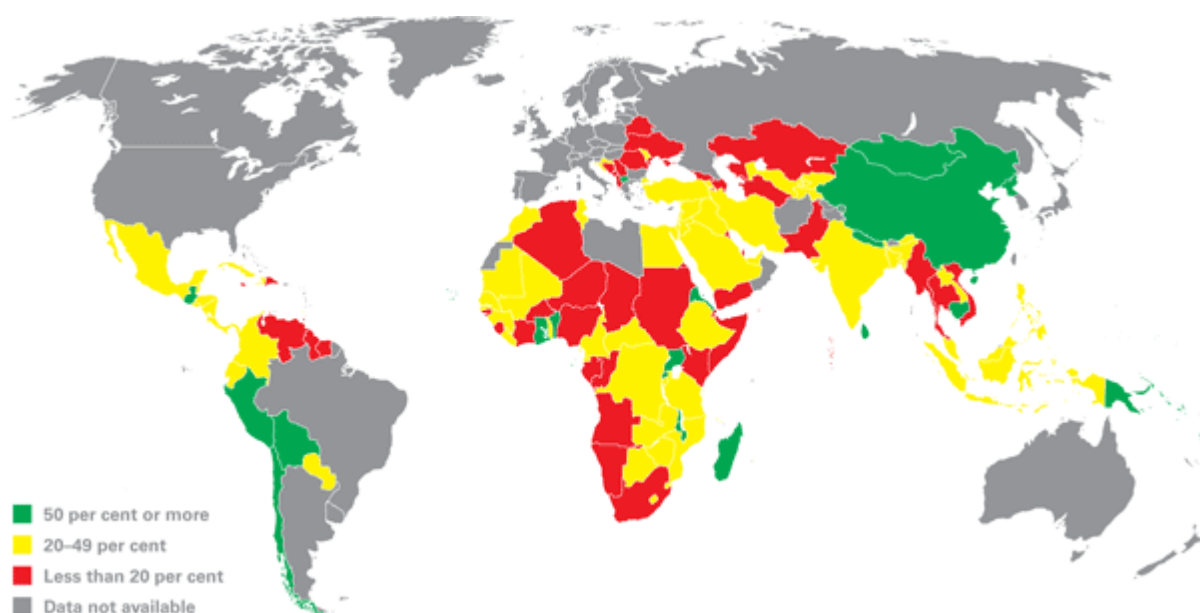 50 per cent or more
20–49 per cent
Less than 20 per cent
Data not available